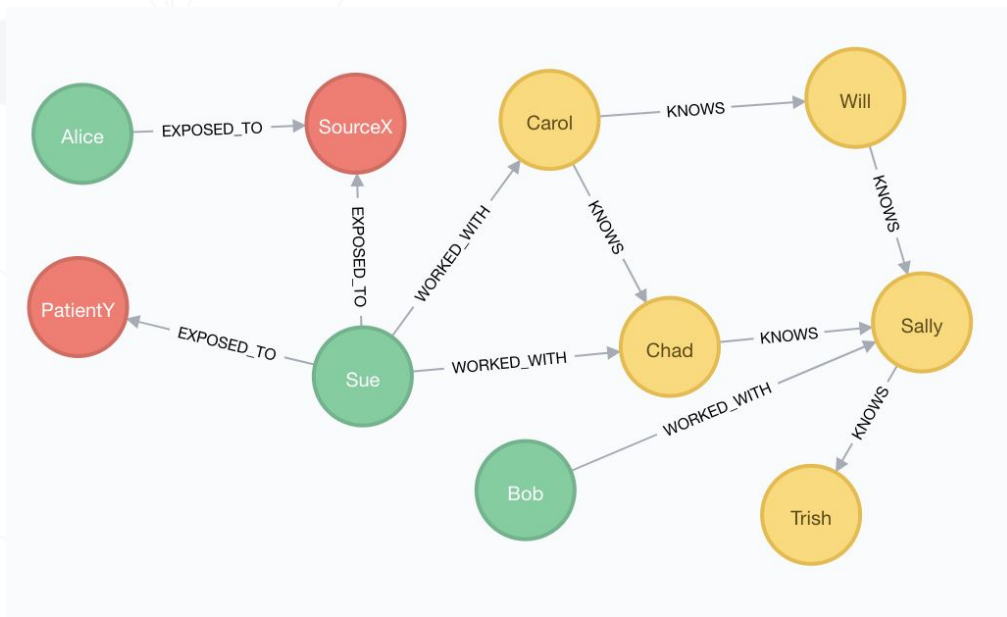 Alice
EXPOSED_TO
SourceX
Carol
KNOWS
Will
EXPOSED_TO
WORKED_WITH
KNOWS
KNOWS
PatientY
EXPOSED_TO
Sue
WORKED_WITH
Chad
KNOWS
Sally
WORKED_WITH
KNOWS
Bob
Trish